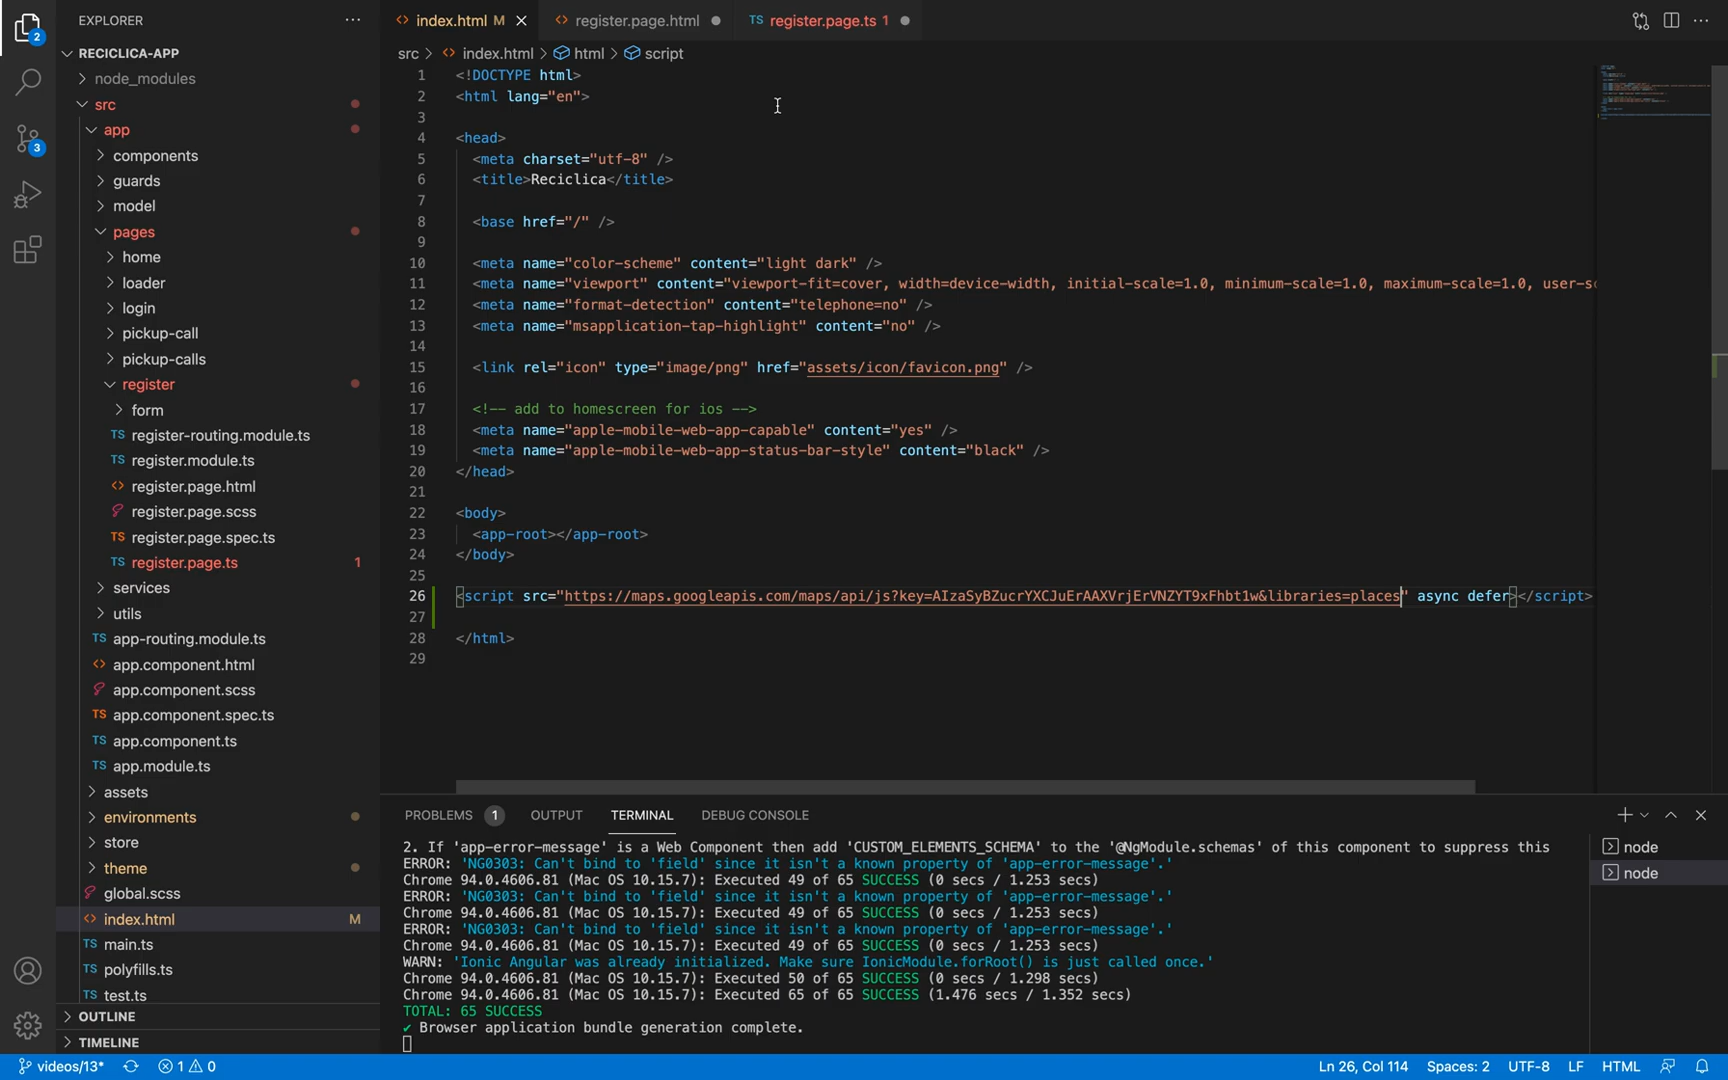 EXPLORER
RECICLICA-APP
node_modules
src
app
components
guards
model
pages
home
loader
login
pickup-call
pickup-calls
register
form
TS register-routing.module.ts
TS register.module.ts
<> register.page.html
register.page.scss
TS register.page.spec.ts
TS register.page.ts 1
services
utils
TS app-routing.module.ts
<> app.component.html
app.component.scss
TS app.component.spec.ts
TS app.component.ts
TS app.module.ts
assets
environments
store
theme
global.scss
<> index.html M
TS main.ts
TS polyfills.ts
TS test.ts
OUTLINE
TIMELINE
2
3
<> index.html M
<> register.page.html
TS register.page.ts 1
src > <> index.html > html > script
1 <!DOCTYPE html>
2 <html lang="en">
3
4 <head>
5 <meta charset="utf-8" />
6 <title>Reciclica</title>
7
8 <base href="/" />
9
10 <meta name="color-scheme" content="light dark" />
11 <meta name="viewport" content="viewport-fit=cover, width=device-width, initial-scale=1.0, minimum-scale=1.0, maximum-scale=1.0, user-sc
12 <meta name="format-detection" content="telephone=no" />
13 <meta name="msapplication-tap-highlight" content="no" />
14
15 <link rel="icon" type="image/png" href="assets/icon/favicon.png" />
16
17 <!-- add to homescreen for ios -->
18 <meta name="apple-mobile-web-app-capable" content="yes" />
19 <meta name="apple-mobile-web-app-status-bar-style" content="black" />
20 </head>
21
22 <body>
23 <app-root></app-root>
24 </body>
25
26 <script src="https://maps.googleapis.com/maps/api/js?key=AIzaSyBZucrYXCJuErAAXVrjErVNZYT9xFhbt1w&libraries=places" async defer></script>
27
28 </html>
29
PROBLEMS 1 OUTPUT TERMINAL DEBUG CONSOLE
2. If 'app-error-message' is a Web Component then add 'CUSTOM_ELEMENTS_SCHEMA' to the '@NgModule.schemas' of this component to suppress this
ERROR: 'NG0303: Can't bind to 'field' since it isn't a known property of 'app-error-message'.'
Chrome 94.0.4606.81 (Mac OS 10.15.7): Executed 49 of 65 SUCCESS (0 secs / 1.253 secs)
ERROR: 'NG0303: Can't bind to 'field' since it isn't a known property of 'app-error-message'.'
Chrome 94.0.4606.81 (Mac OS 10.15.7): Executed 49 of 65 SUCCESS (0 secs / 1.253 secs)
ERROR: 'NG0303: Can't bind to 'field' since it isn't a known property of 'app-error-message'.'
Chrome 94.0.4606.81 (Mac OS 10.15.7): Executed 49 of 65 SUCCESS (0 secs / 1.253 secs)
WARN: 'Ionic Angular was already initialized. Make sure IonicModule.forRoot() is just called once.'
Chrome 94.0.4606.81 (Mac OS 10.15.7): Executed 50 of 65 SUCCESS (0 secs / 1.298 secs)
Chrome 94.0.4606.81 (Mac OS 10.15.7): Executed 65 of 65 SUCCESS (1.476 secs / 1.352 secs)
TOTAL: 65 SUCCESS
✔ Browser application bundle generation complete.
node
node
videos/13* 1 0 Ln 26, Col 114 Spaces: 2 UTF-8 LF HTML